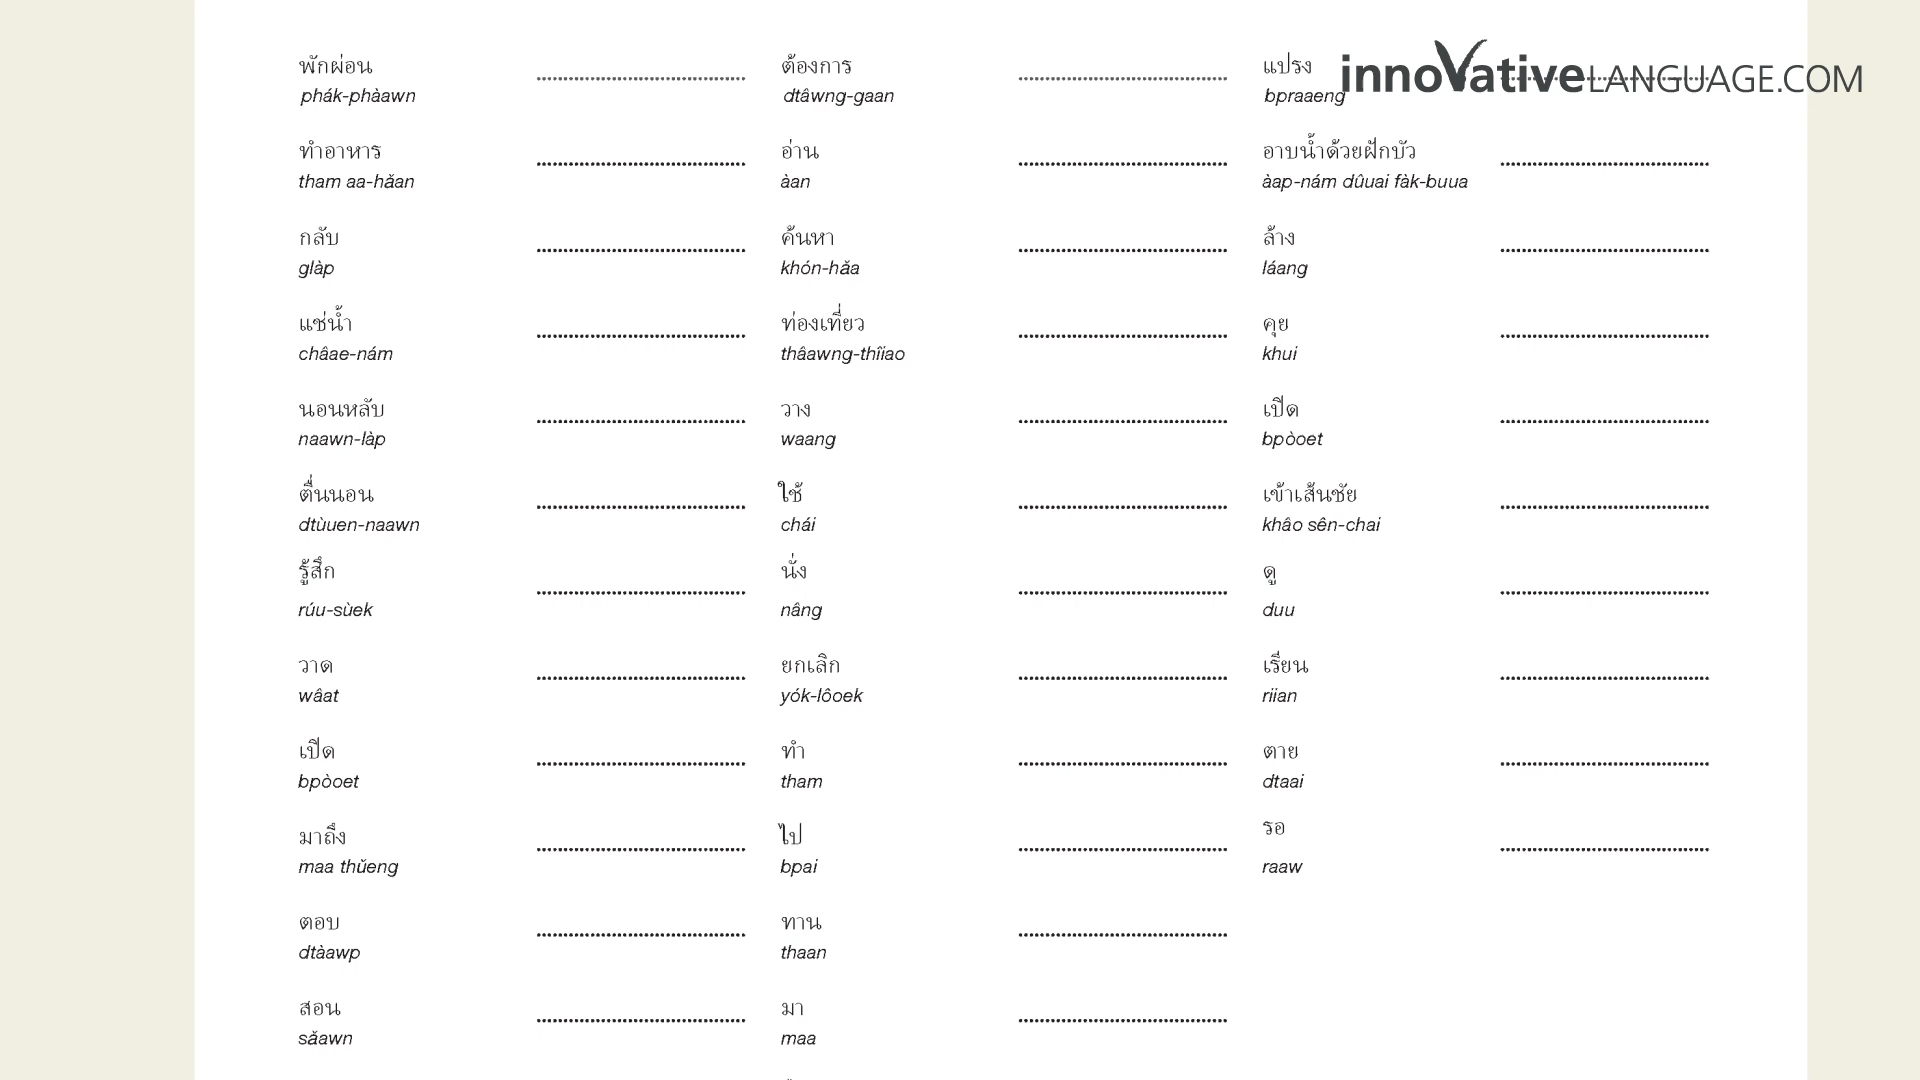 innovativeLANGUAGE.COM
พักผ่อน
phák-phàawn
ทำอาหาร
tham aa-hǎan
กลับ
glàp
แช่น้ำ
châae-nám
นอนหลับ
naawn-làp
ตื่นนอน
dtùuen-naawn
รู้สึก
rúu-sùek
วาด
wâat
เปิด
bpòoet
มาถึง
maa thǔeng
ตอบ
dtàawp
สอน
sǎawn
ต้องการ
dtâwng-gaan
อ่าน
àan
ค้นหา
khón-hǎa
ท่องเที่ยว
thâawng-thîiao
วาง
waang
ใช้
chái
นั่ง
nâng
ยกเลิก
yók-lôoek
ทำ
tham
ไป
bpai
ทาน
thaan
มา
maa
แปรง
bpraaeng
อาบน้ำด้วยฝักบัว
àap-nám dûuai fàk-buua
ล้าง
láang
คุย
khui
เปิด
bpòoet
เข้าเส้นชัย
khâo sên-chai
ดู
duu
เรียน
riian
ตาย
dtaai
รอ
raaw